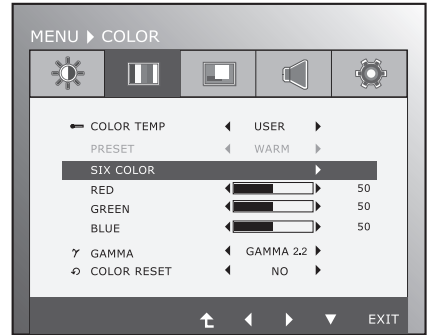 MENU ▶ COLOR
COLOR TEMP ◀ USER ▶
PRESET ◀ WARM ▶
SIX COLOR ▶
RED ◀ ▶ 50
GREEN ◀ ▶ 50
BLUE ◀ ▶ 50
γ GAMMA ◀ GAMMA 2.2 ▶
COLOR RESET ◀ NO ▶
◀ ▶ ▼ EXIT